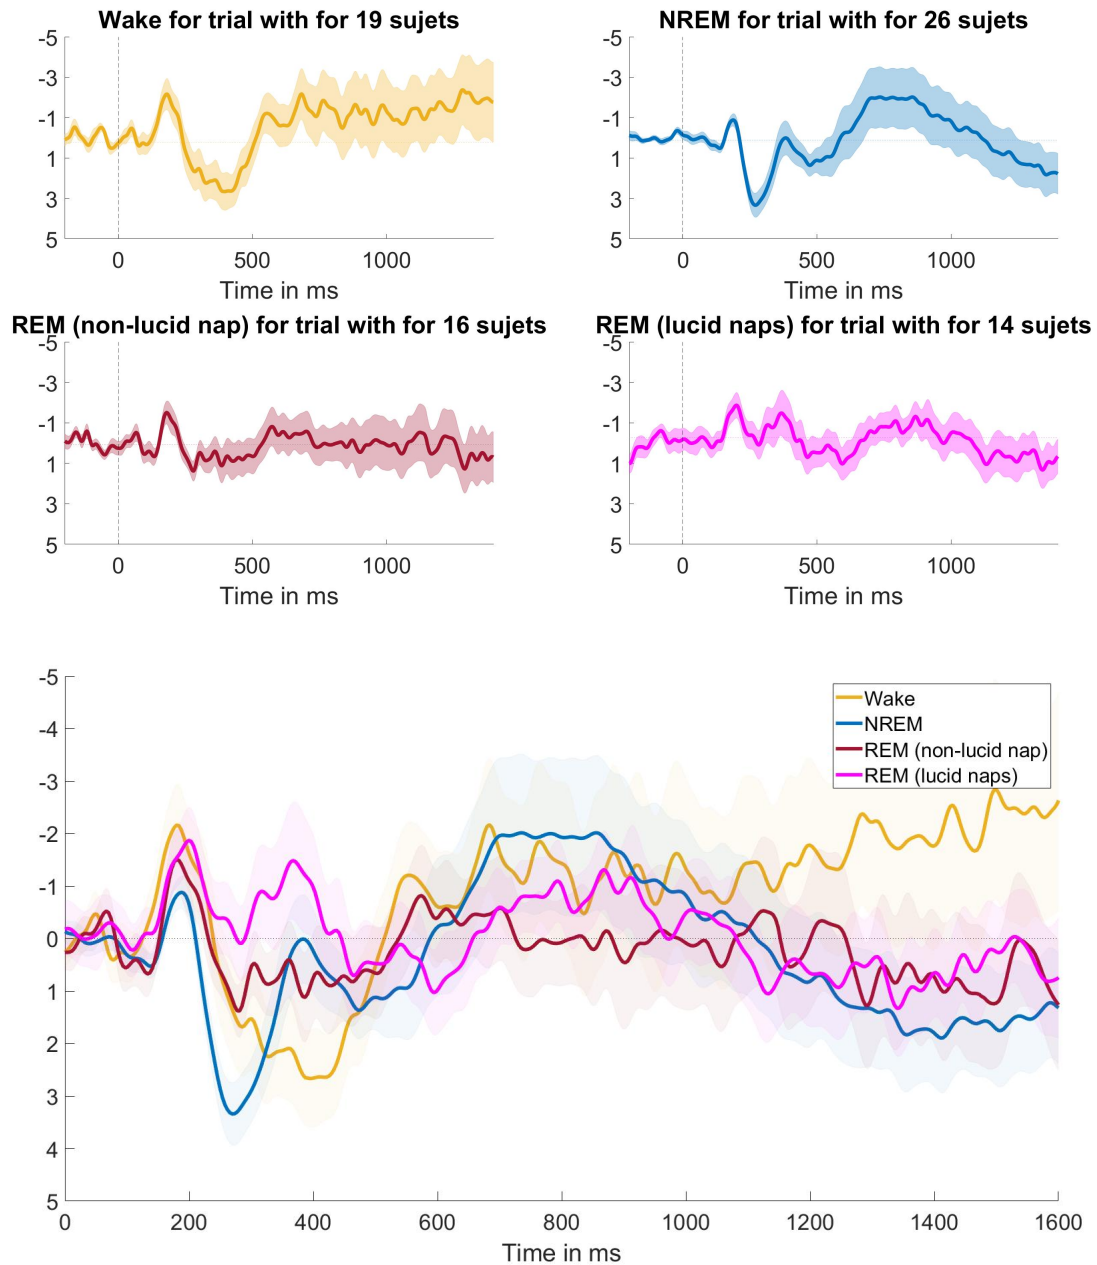 Wake for trial with for 19 sujets
-5
-3
-1
1
3
5
0 500 1000
Time in ms
NREM for trial with for 26 sujets
-5
-3
-1
1
3
5
0 500 1000
Time in ms
REM (non-lucid nap) for trial with for 16 sujets
-5
-3
-1
1
3
5
0 500 1000
Time in ms
REM (lucid naps) for trial with for 14 sujets
-5
-3
-1
1
3
5
0 500 1000
Time in ms
-5
-4
-3
-2
-1
0
1
2
3
4
5
Wake
NREM
REM (non-lucid nap)
REM (lucid naps)
0 200 400 600 800 1000 1200 1400 1600
Time in ms